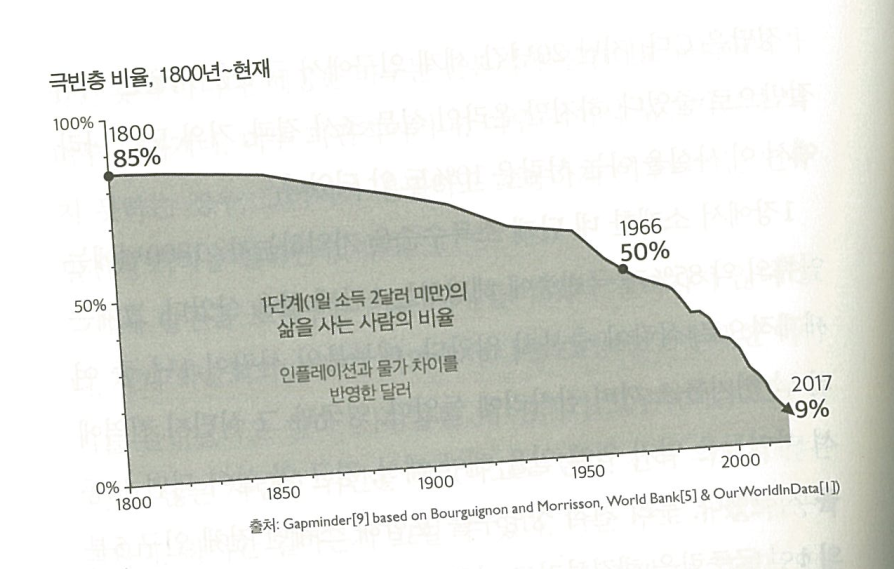 극빈층 비율, 1800년~현재
100%
1800
85%
1966
50%
50%
1단계(1일 소득 2달러 미만)의
삶을 사는 사람의 비율
인플레이션과 물가 차이를
반영한 달러
2017
9%
0%
1800
1850
1900
1950
2000
출처: Gapminder[9] based on Bourguignon and Morrisson, World Bank[5] & OurWorldInData[1])